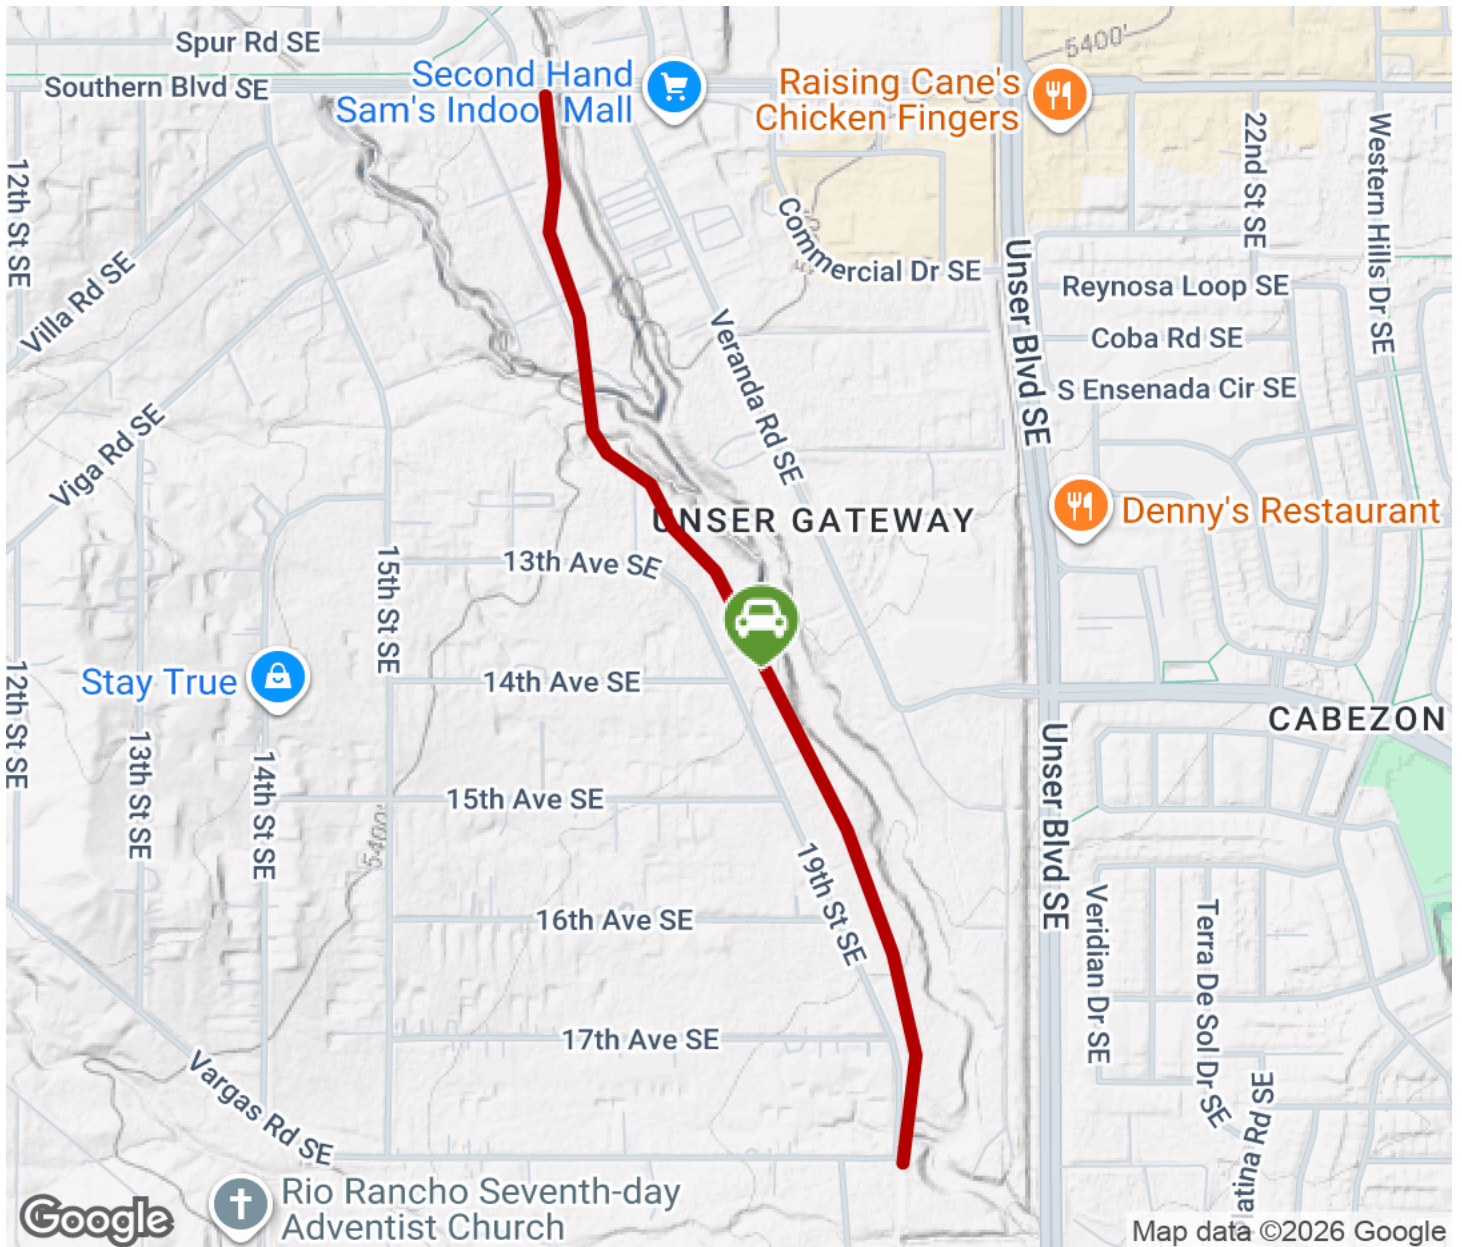 Spur Rd SE
Southern Blvd SE
Second Hand
Sam's Indoor Mall
Raising Cane's
Chicken Fingers
5400'
12th St SE
22nd St SE
Western Hills Dr SE
Villa Rd SE
Commercial Dr SE
Unser Blvd SE
Reynosa Loop SE
Coba Rd SE
S Ensenada Cir SE
Veranda Rd SE
Viga Rd SE
UNSER GATEWAY
Denny's Restaurant
13th Ave SE
15th St SE
14th Ave SE
Stay True
12th St SE
13th St SE
14th St SE
CABEZON
Unser Blvd SE
15th Ave SE
5400'
19th St SE
16th Ave SE
Veridian Dr SE
Terra De Sol Dr SE
17th Ave SE
Vargas Rd SE
Platina Rd SE
Rio Rancho Seventh-day
Adventist Church
Google
Map data ©2026 Google